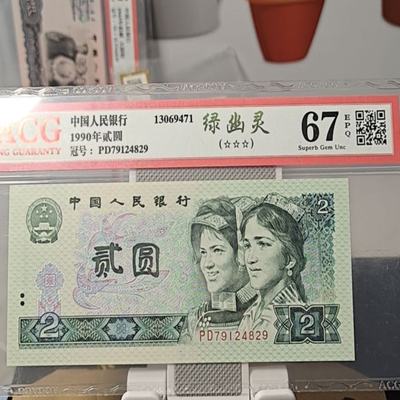 ACG
NG GUARANTY
中国人民银行
1990年贰圆
冠号：PD79124829
13069471
绿幽灵
(☆☆☆)
67
EPQ
Superb Gem Unc
中国人民银行
2
贰圆
PD79124829
2
2
ACG